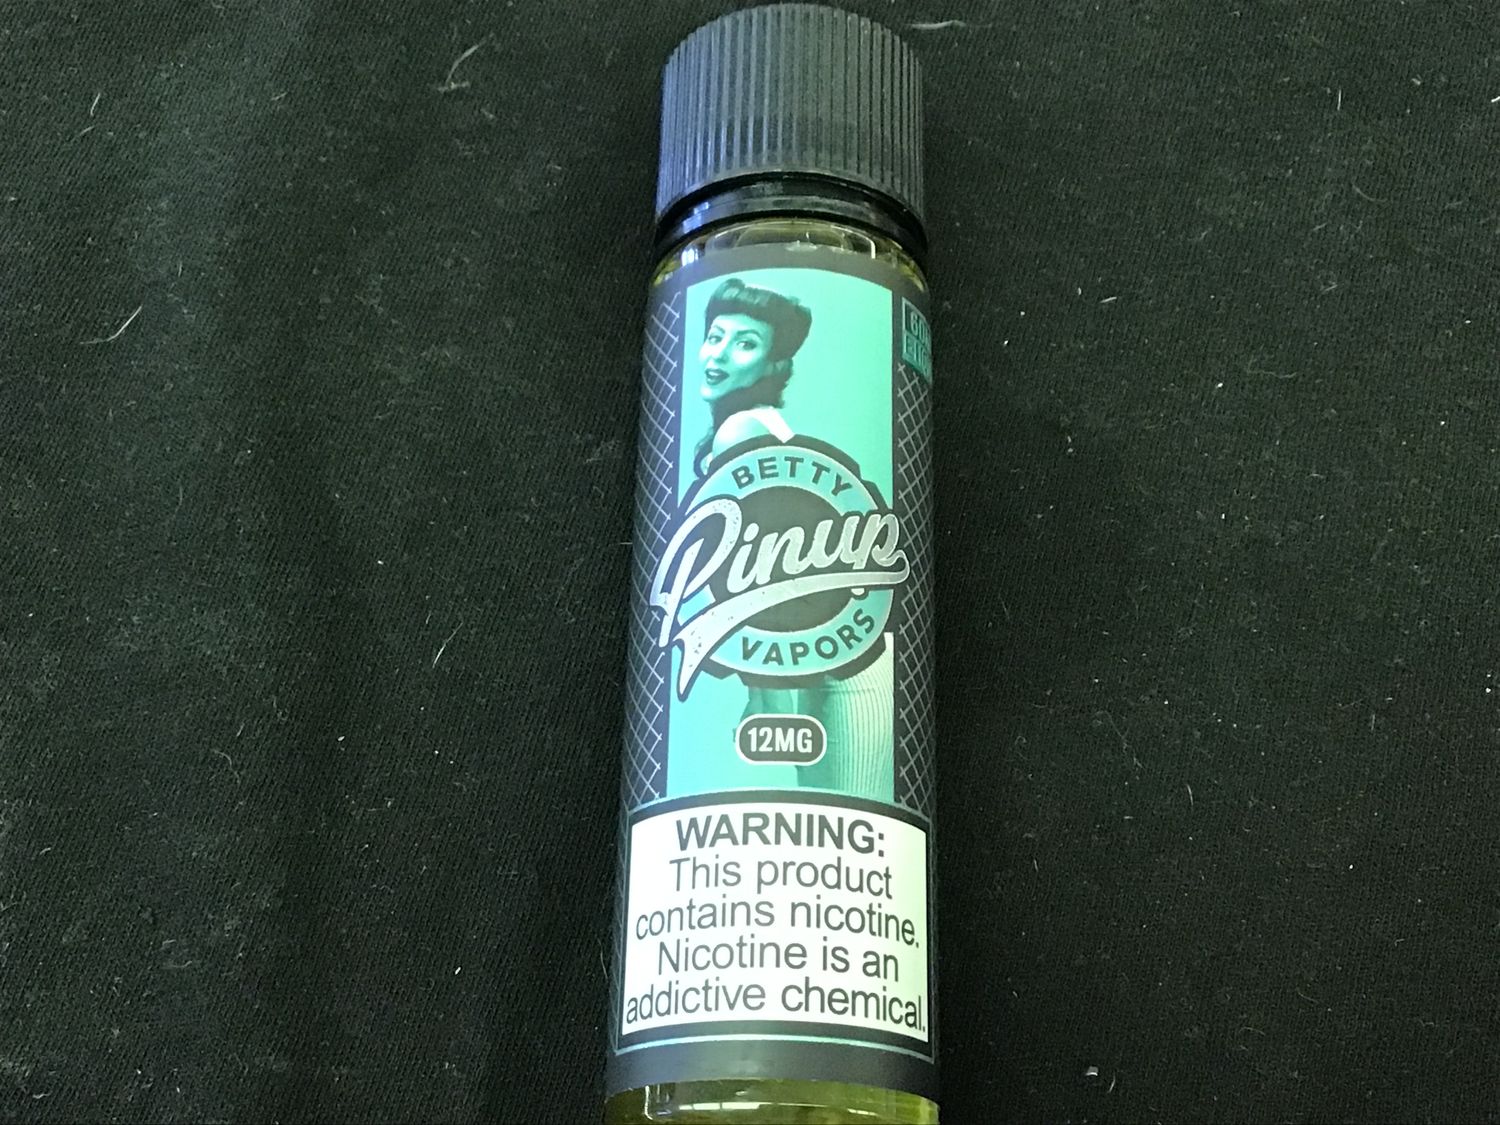 BETTY
Pinup
VAPORS
12MG
WARNING:
This product
contains nicotine.
Nicotine is an
addictive chemical.